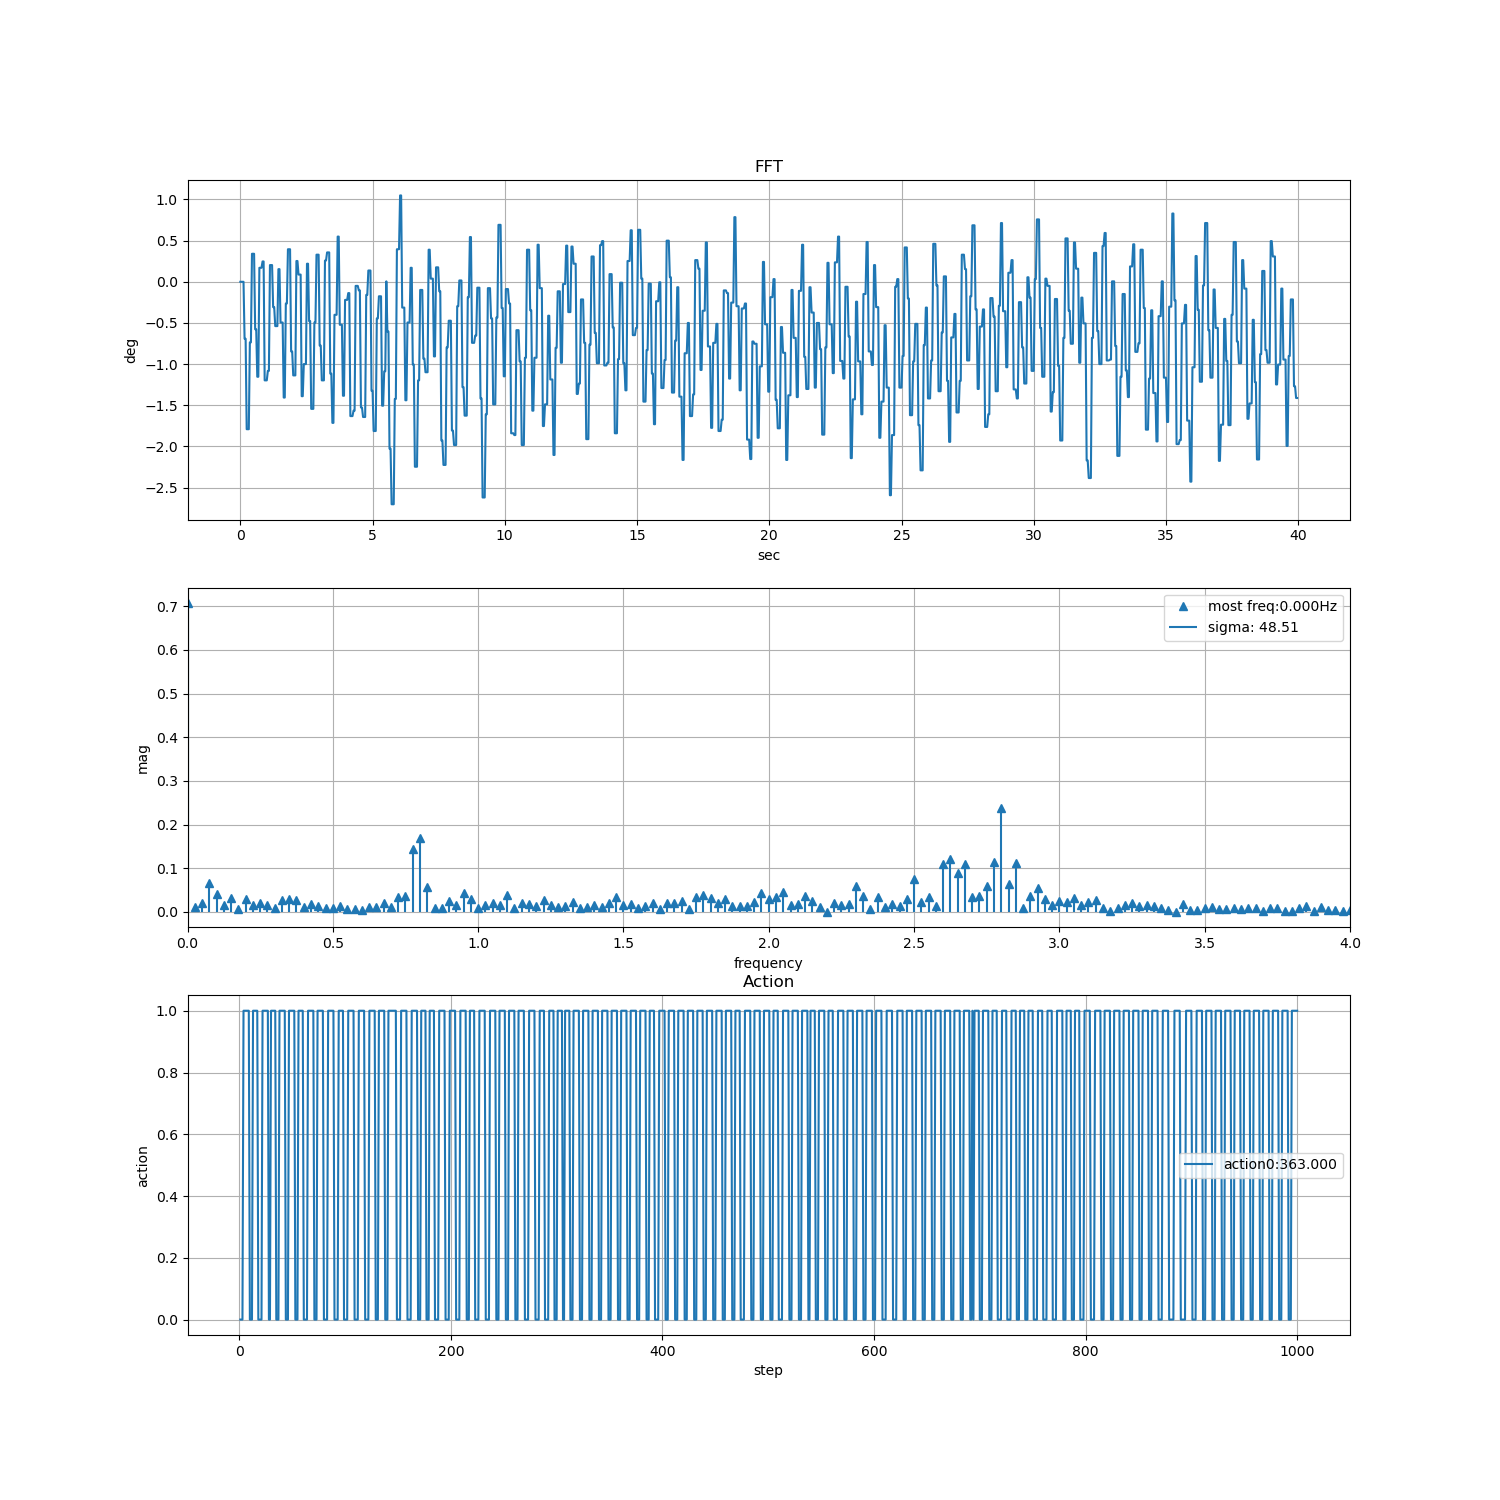 FFT
1.0
0.5
0.0
−0.5
−1.0
−1.5
−2.0
−2.5
deg
0 5 10 15 20 25 30 35 40
sec
0.7
0.6
0.5
0.4
0.3
0.2
0.1
0.0
mag
most freq:0.000Hz
sigma: 48.51
0.0 0.5 1.0 1.5 2.0 2.5 3.0 3.5 4.0
frequency
Action
1.0
0.8
0.6
0.4
0.2
0.0
action
action0:363.000
0 200 400 600 800 1000
step